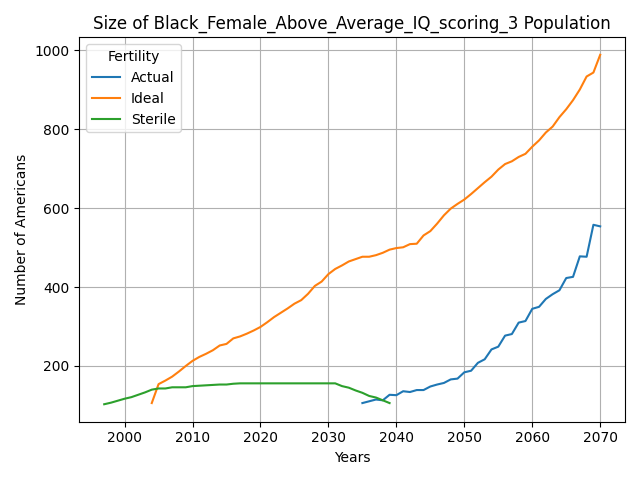 Size of Black_Female_Above_Average_IQ_scoring_3 Population
Number of Americans
1000
800
600
400
200
Fertility
Actual
Ideal
Sterile
2000 2010 2020 2030 2040 2050 2060 2070
Years